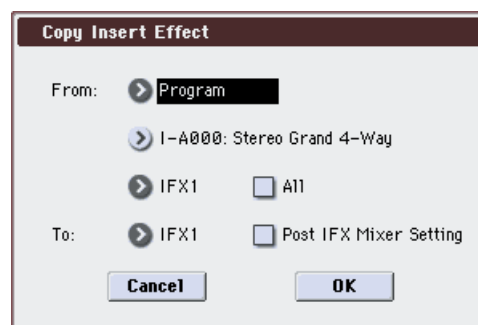 Copy Insert Effect
From: Program
I-A000: Stereo Grand 4-Way
IFX1 All
To: IFX1 Post IFX Mixer Setting
Cancel OK